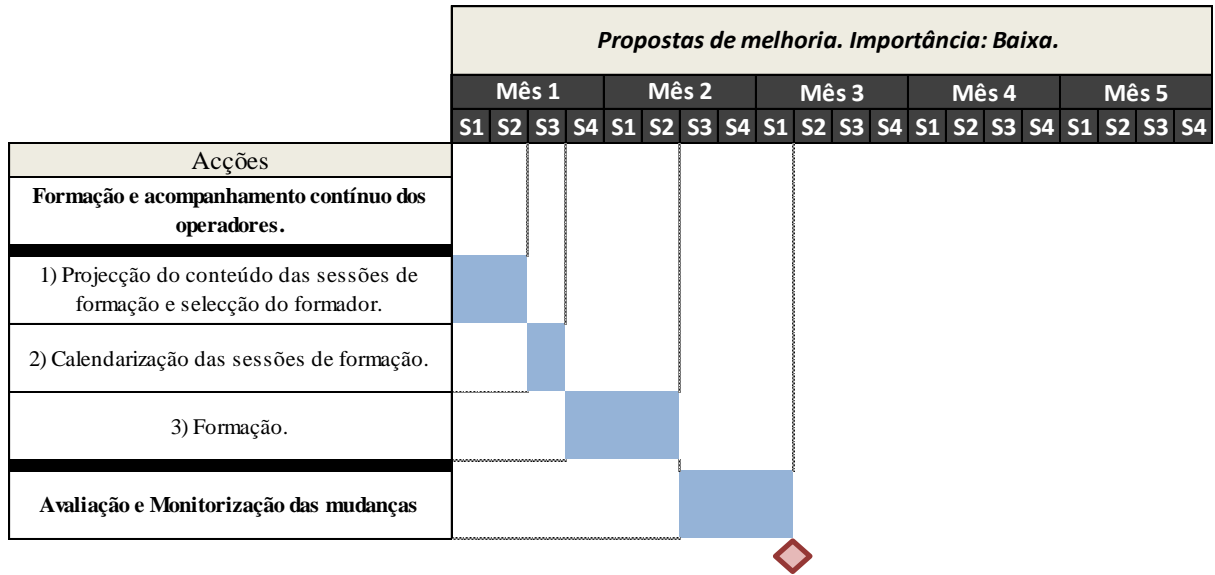 Propostas de melhoria. Importância: Baixa.
Mês 1 Mês 2 Mês 3 Mês 4 Mês 5
S1 S2 S3 S4 S1 S2 S3 S4 S1 S2 S3 S4 S1 S2 S3 S4 S1 S2 S3 S4
Acções
Formação e acompanhamento contínuo dos
operadores.
1) Projecção do conteúdo das sessões de
formação e selecção do formador.
2) Calendarização das sessões de formação.
3) Formação.
Avaliação e Monitorização das mudanças